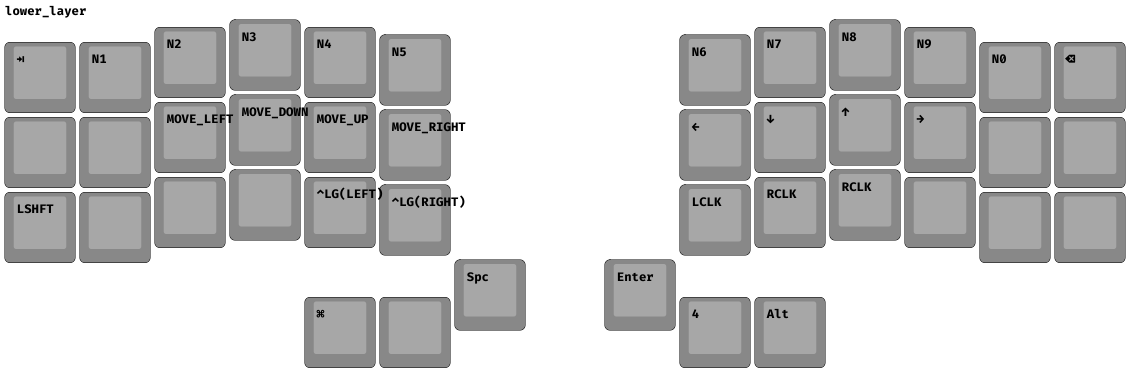 lower_layer
⇥ N1 N2 N3 N4 N5 N6 N7 N8 N9 N0 ⌫
MOVE_LEFT MOVE_DOWN MOVE_UP MOVE_RIGHT ← ↓ ↑ →
LSHFT ^LG(LEFT) ^LG(RIGHT) LCLK RCLK RCLK
Spc Enter
⌘ 4 Alt